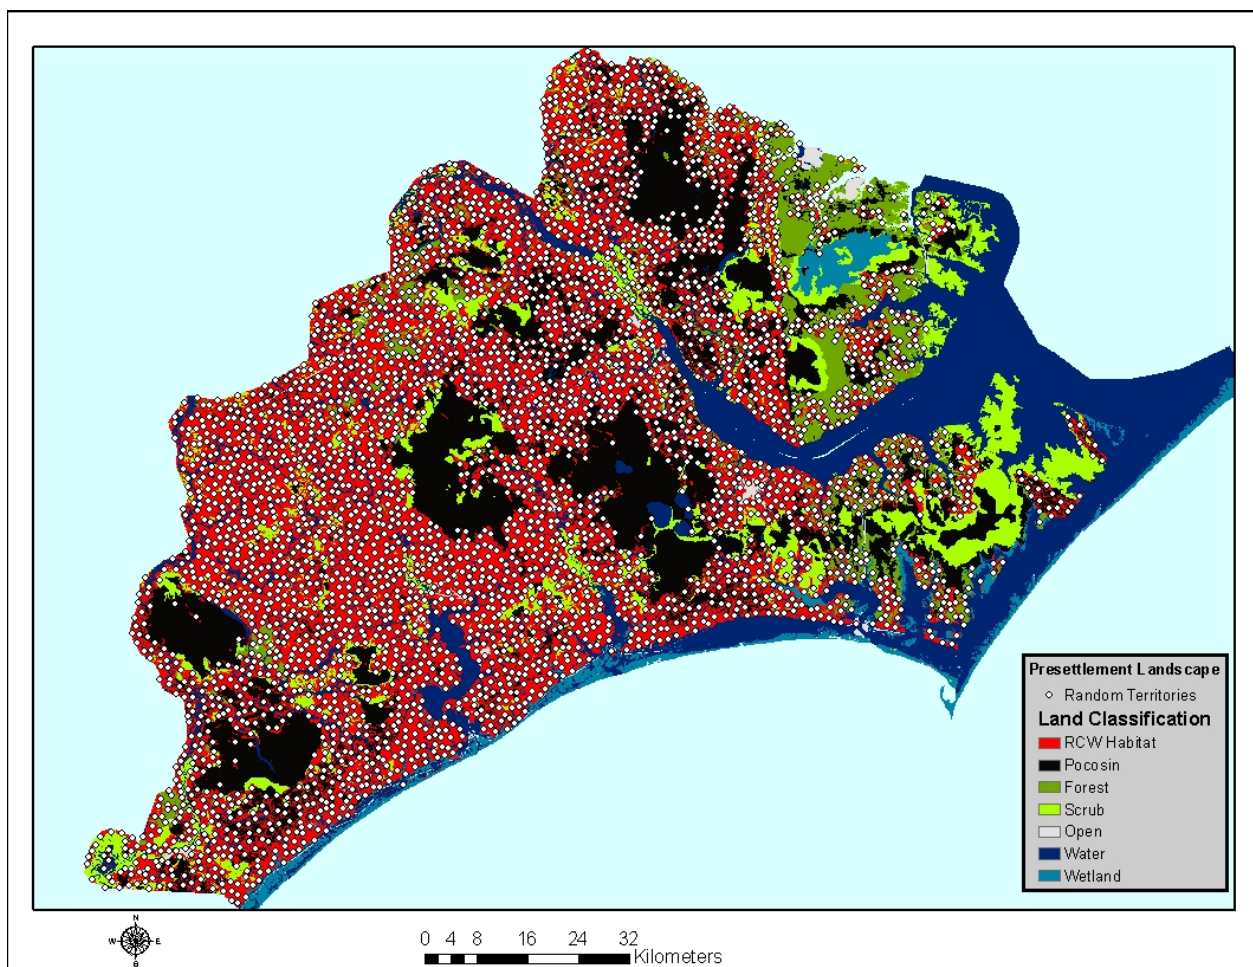 Presettlement Landscape
Random Territories
Land Classification
RCW Habitat
Pocosin
Forest
Scrub
Open
Water
Wetland
N
W E
S
0 4 8 16 24 32
Kilometers